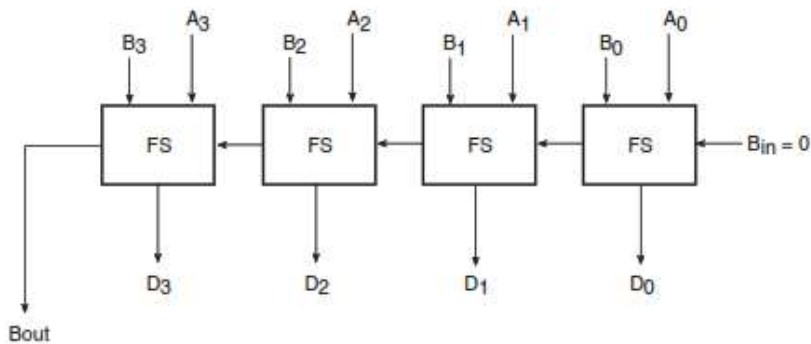 B3 A3 B2 A2 B1 A1 B0 A0
FS FS FS FS Bin = 0
D3 D2 D1 D0
Bout